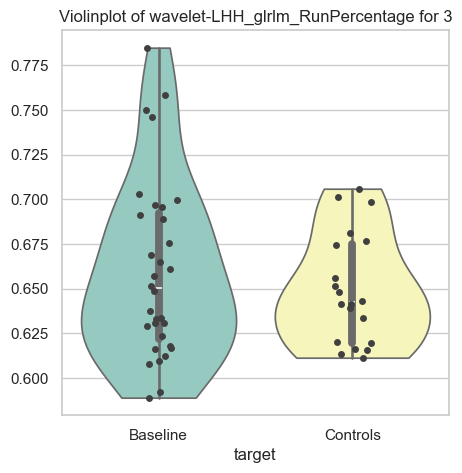 Violinplot of wavelet-LHH_glrlm_RunPercentage for 3
0.775
0.750
0.725
0.700
0.675
0.650
0.625
0.600
Baseline
Controls
target